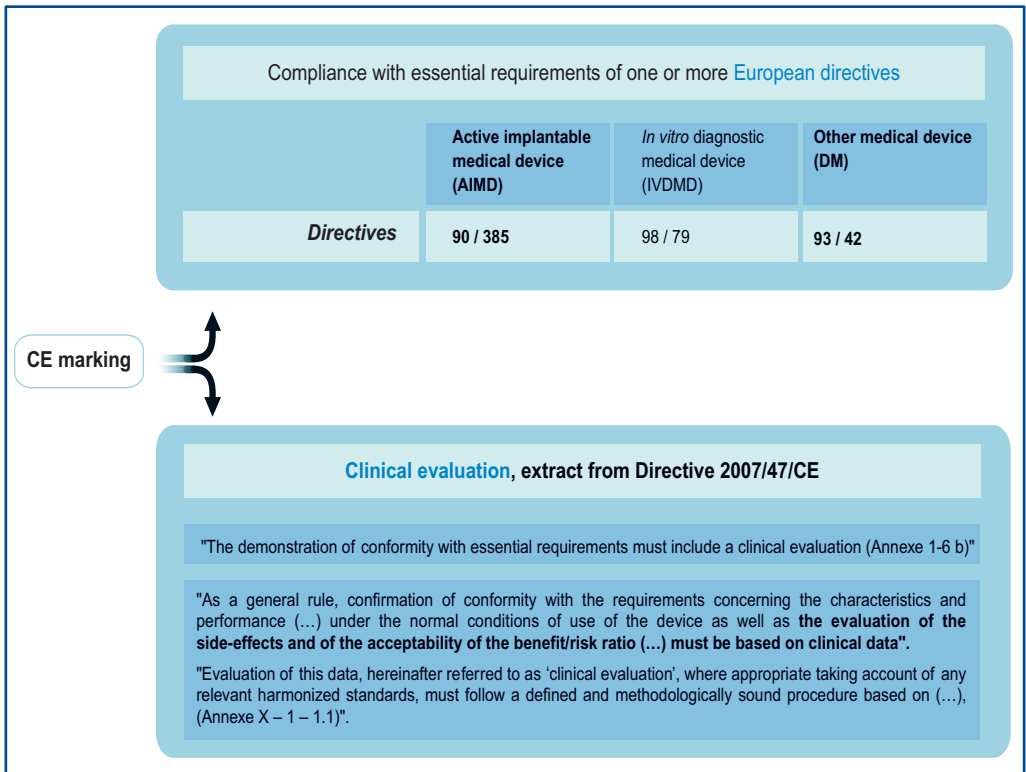 Compliance with essential requirements of one or more European directives
Active implantable
medical device
(AIMD)
In vitro diagnostic
medical device
(IVDMD)
Other medical device
(DM)
Directives
90 / 385
98 / 79
93 / 42
CE marking
Clinical evaluation, extract from Directive 2007/47/CE
"The demonstration of conformity with essential requirements must include a clinical evaluation (Annexe 1-6 b)"
"As a general rule, confirmation of conformity with the requirements concerning the characteristics and
performance (…) under the normal conditions of use of the device as well as the evaluation of the
side-effects and of the acceptability of the benefit/risk ratio (…) must be based on clinical data".
"Evaluation of this data, hereinafter referred to as ‘clinical evaluation’, where appropriate taking account of any
relevant harmonized standards, must follow a defined and methodologically sound procedure based on (…),
(Annexe X – 1 – 1.1)".